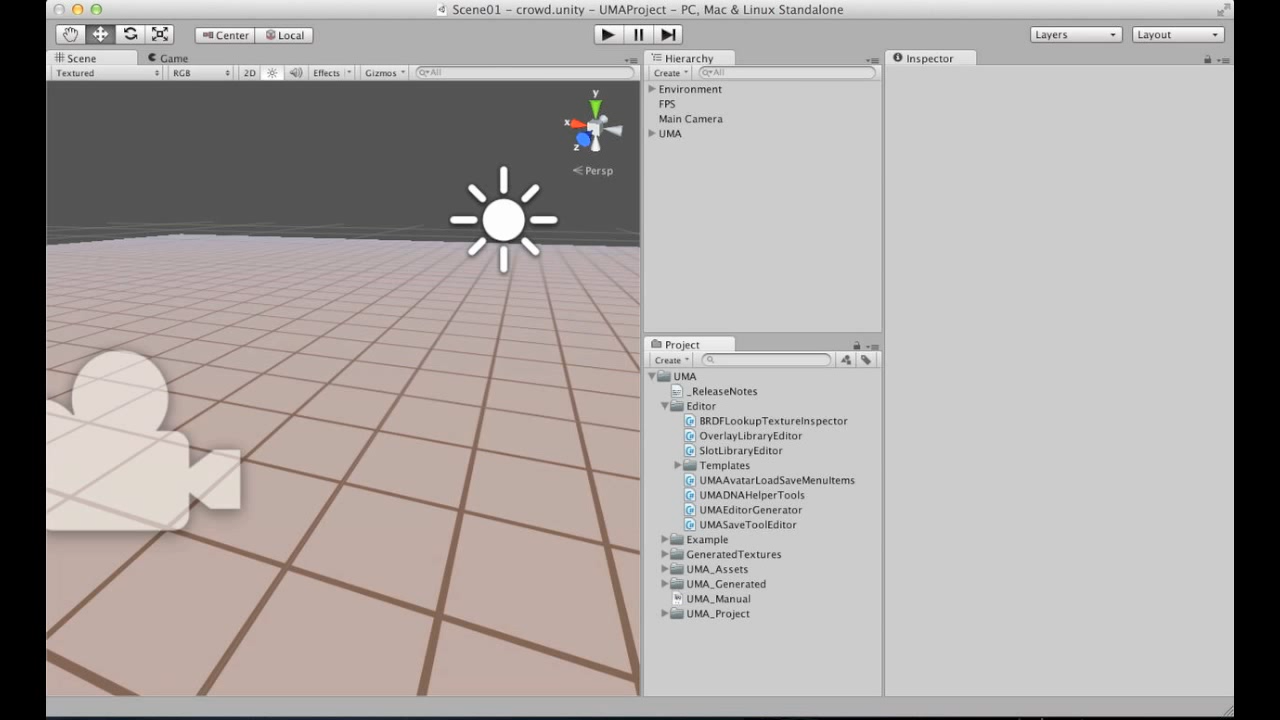 Scene01 – crowd.unity – UMAProject – PC, Mac & Linux Standalone
Center Local Layers Layout
Scene Game
Textured RGB 2D Effects Gizmos All
y
x
z
Persp
Hierarchy
Create All
Environment
FPS
Main Camera
UMA
Project
Create
UMA
_ReleaseNotes
Editor
BRDFLookupTextureInspector
OverlayLibraryEditor
SlotLibraryEditor
Templates
UMAAvatarLoadSaveMenuItems
UMADNAHelperTools
UMAEditorGenerator
UMASaveToolEditor
Example
GeneratedTextures
UMA_Assets
UMA_Generated
UMA_Manual
UMA_Project
Inspector